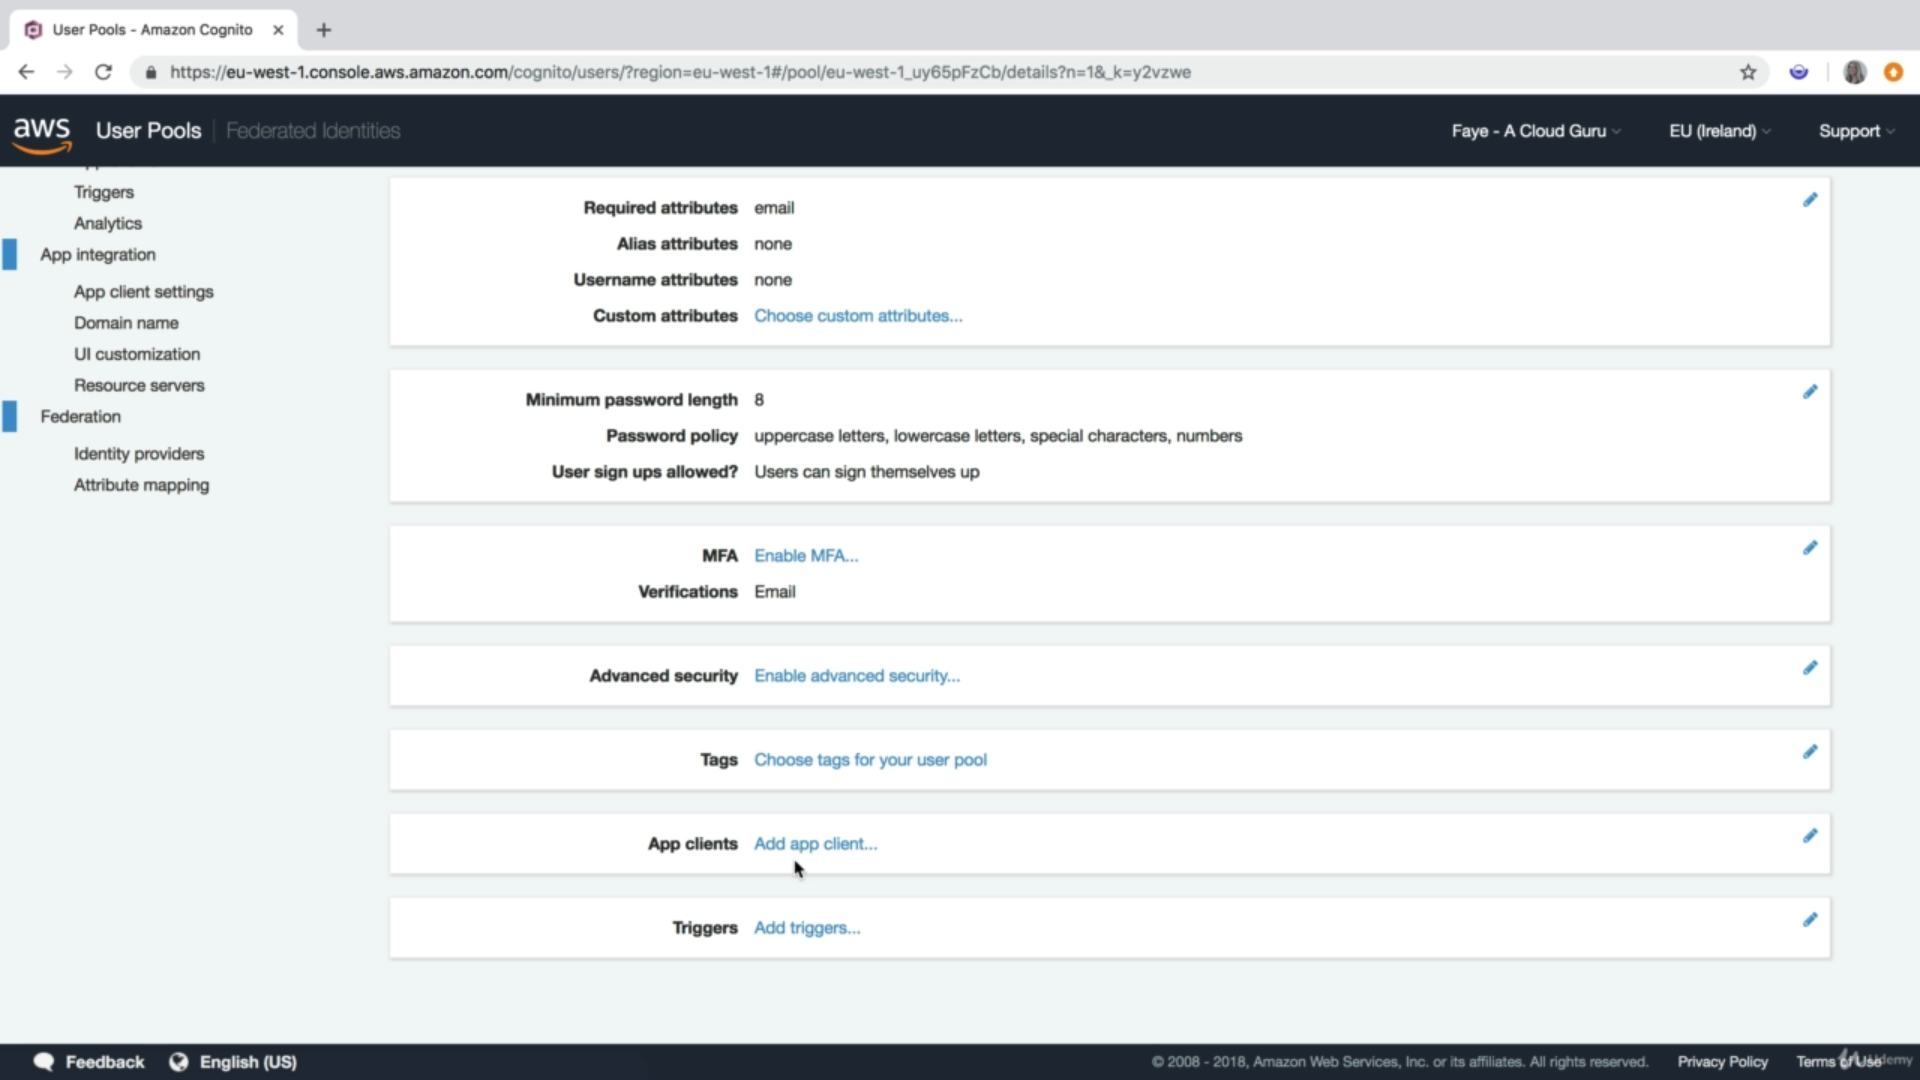 User Pools - Amazon Cognito
https://eu-west-1.console.aws.amazon.com/cognito/users/?region=eu-west-1#/pool/eu-west-1_uy65pFzCb/details?n=1&_k=y2vzwe
aws User Pools Federated Identities Faye - A Cloud Guru EU (Ireland) Support
Triggers
Analytics
App integration
App client settings
Domain name
UI customization
Resource servers
Federation
Identity providers
Attribute mapping
Required attributes email
Alias attributes none
Username attributes none
Custom attributes Choose custom attributes...
Minimum password length 8
Password policy uppercase letters, lowercase letters, special characters, numbers
User sign ups allowed? Users can sign themselves up
MFA Enable MFA...
Verifications Email
Advanced security Enable advanced security...
Tags Choose tags for your user pool
App clients Add app client...
Triggers Add triggers...
Feedback English (US) © 2008 - 2018, Amazon Web Services, Inc. or its affiliates. All rights reserved. Privacy Policy Terms of Use